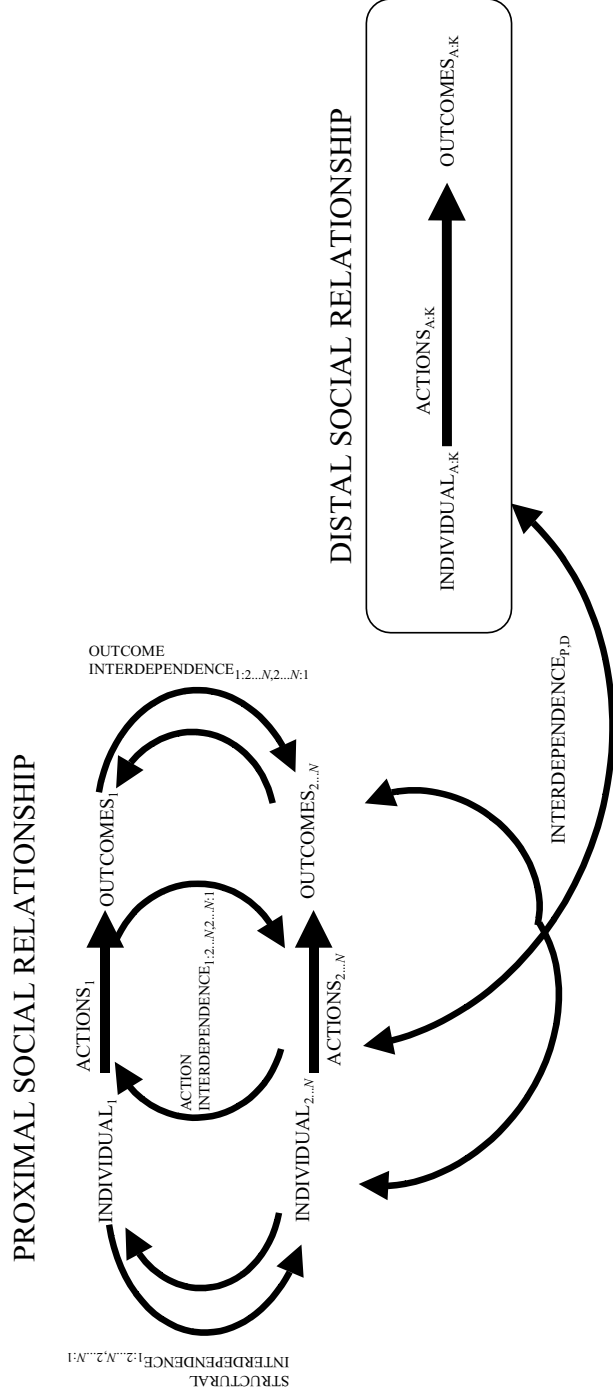 PROXIMAL SOCIAL RELATIONSHIP
STRUCTURAL
INTERDEPENDENCE1:2...N,2...N:1
INDIVIDUAL1
ACTIONS1
OUTCOMES1
ACTION
INTERDEPENDENCE1:2...N,2...N:1
OUTCOME
INTERDEPENDENCE1:2...N,2...N:1
INDIVIDUAL2...N
ACTIONS2...N
OUTCOMES2...N
DISTAL SOCIAL RELATIONSHIP
INDIVIDUALA:K
ACTIONSA:K
OUTCOMESA:K
INTERDEPENDENCEP,D